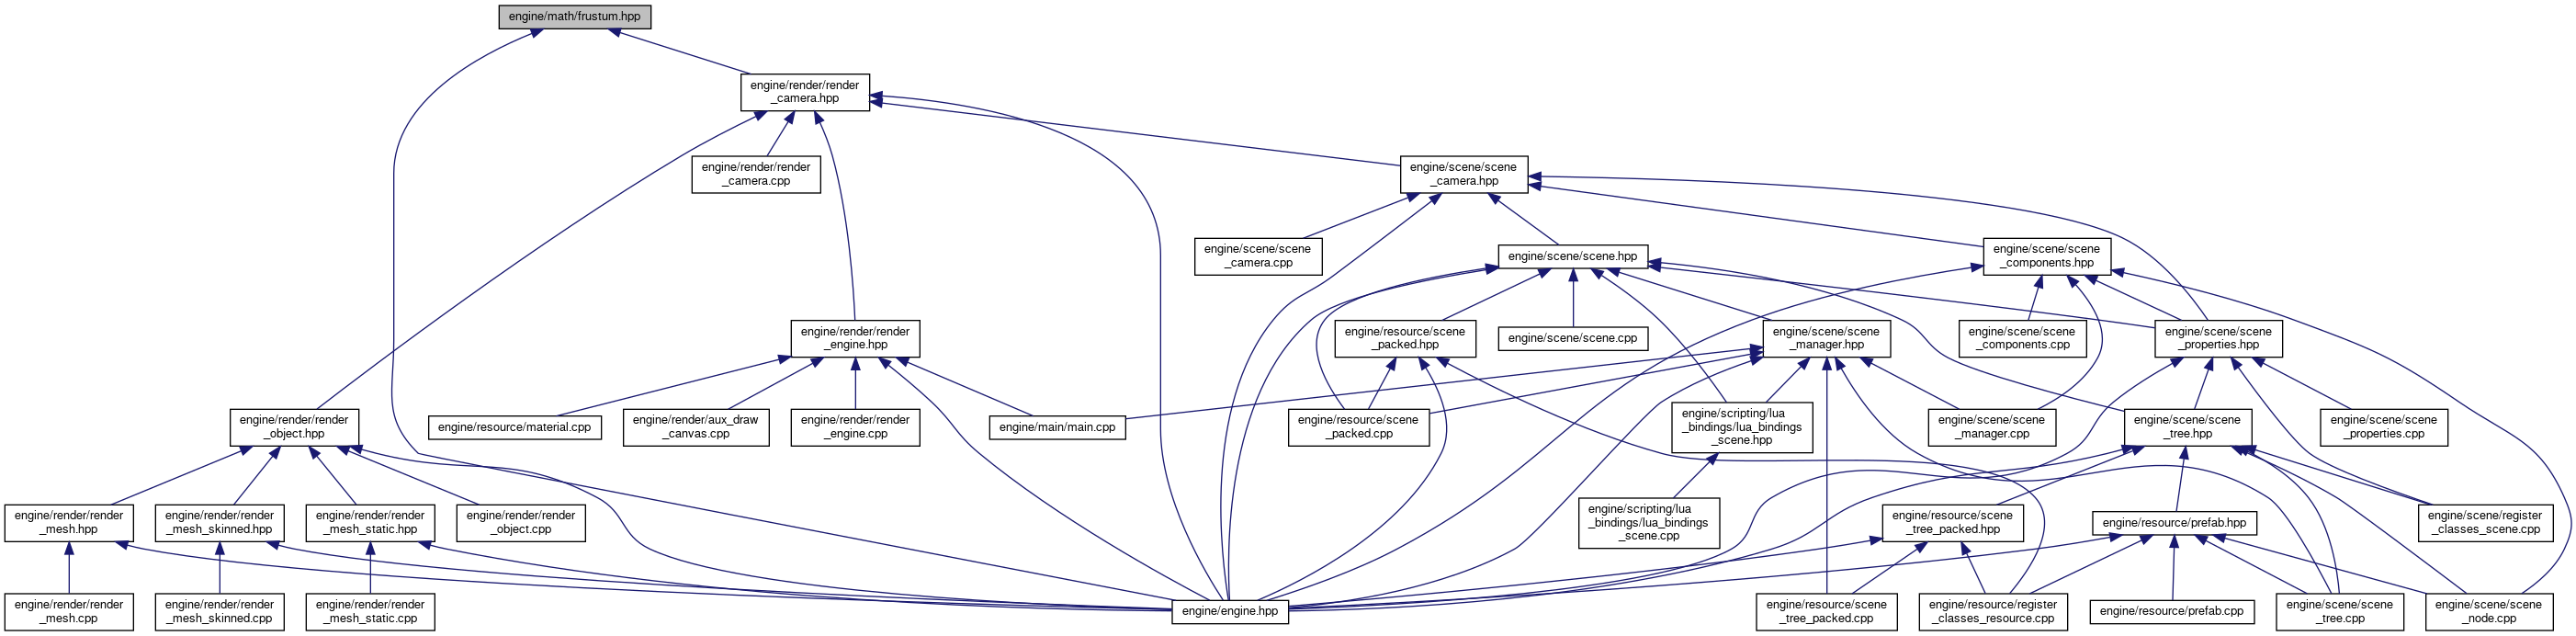 engine/math/frustum.hpp
engine/render/render
_camera.hpp
engine/render/render
_camera.cpp
engine/scene/scene
_camera.hpp
engine/scene/scene
_camera.cpp
engine/scene/scene.hpp
engine/scene/scene
_components.hpp
engine/render/render
_engine.hpp
engine/resource/scene
_packed.hpp
engine/scene/scene.cpp
engine/scene/scene
_manager.hpp
engine/scene/scene
_components.cpp
engine/scene/scene
_properties.hpp
engine/render/render
_object.hpp
engine/resource/material.cpp
engine/render/aux_draw
_canvas.cpp
engine/render/render
_engine.cpp
engine/main/main.cpp
engine/resource/scene
_packed.cpp
engine/scripting/lua
_bindings/lua_bindings
_scene.hpp
engine/scene/scene
_manager.cpp
engine/scene/scene
_tree.hpp
engine/scene/scene
_properties.cpp
engine/render/render
_mesh.hpp
engine/render/render
_mesh_skinned.hpp
engine/render/render
_mesh_static.hpp
engine/render/render
_object.cpp
engine/scripting/lua
_bindings/lua_bindings
_scene.cpp
engine/resource/scene
_tree_packed.hpp
engine/resource/prefab.hpp
engine/scene/register
_classes_scene.cpp
engine/render/render
_mesh.cpp
engine/render/render
_mesh_skinned.cpp
engine/render/render
_mesh_static.cpp
engine/engine.hpp
engine/resource/scene
_tree_packed.cpp
engine/resource/register
_classes_resource.cpp
engine/resource/prefab.cpp
engine/scene/scene
_tree.cpp
engine/scene/scene
_node.cpp